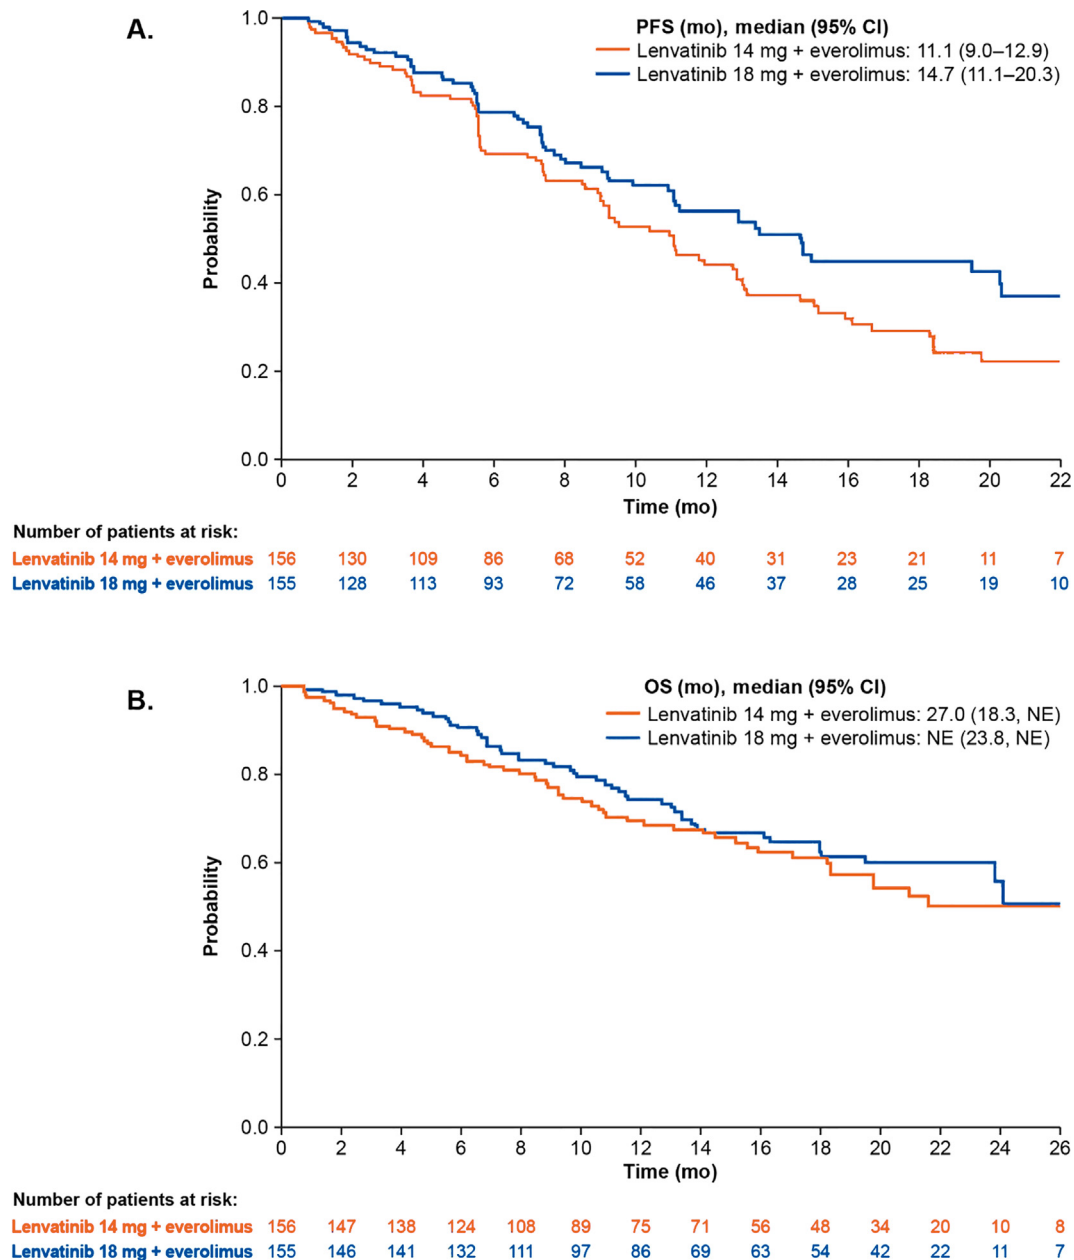 A.
PFS (mo), median (95% CI)
Lenvatinib 14 mg + everolimus: 11.1 (9.0–12.9)
Lenvatinib 18 mg + everolimus: 14.7 (11.1–20.3)
1.0
0.8
0.6
0.4
0.2
0.0
Probability
0 2 4 6 8 10 12 14 16 18 20 22
Time (mo)
Number of patients at risk:
Lenvatinib 14 mg + everolimus 156 130 109 86 68 52 40 31 23 21 11 7
Lenvatinib 18 mg + everolimus 155 128 113 93 72 58 46 37 28 25 19 10
B.
OS (mo), median (95% CI)
Lenvatinib 14 mg + everolimus: 27.0 (18.3, NE)
Lenvatinib 18 mg + everolimus: NE (23.8, NE)
1.0
0.8
0.6
0.4
0.2
0.0
Probability
0 2 4 6 8 10 12 14 16 18 20 22 24 26
Time (mo)
Number of patients at risk:
Lenvatinib 14 mg + everolimus 156 147 138 124 108 89 75 71 56 48 34 20 10 8
Lenvatinib 18 mg + everolimus 155 146 141 132 111 97 86 69 63 54 42 22 11 7